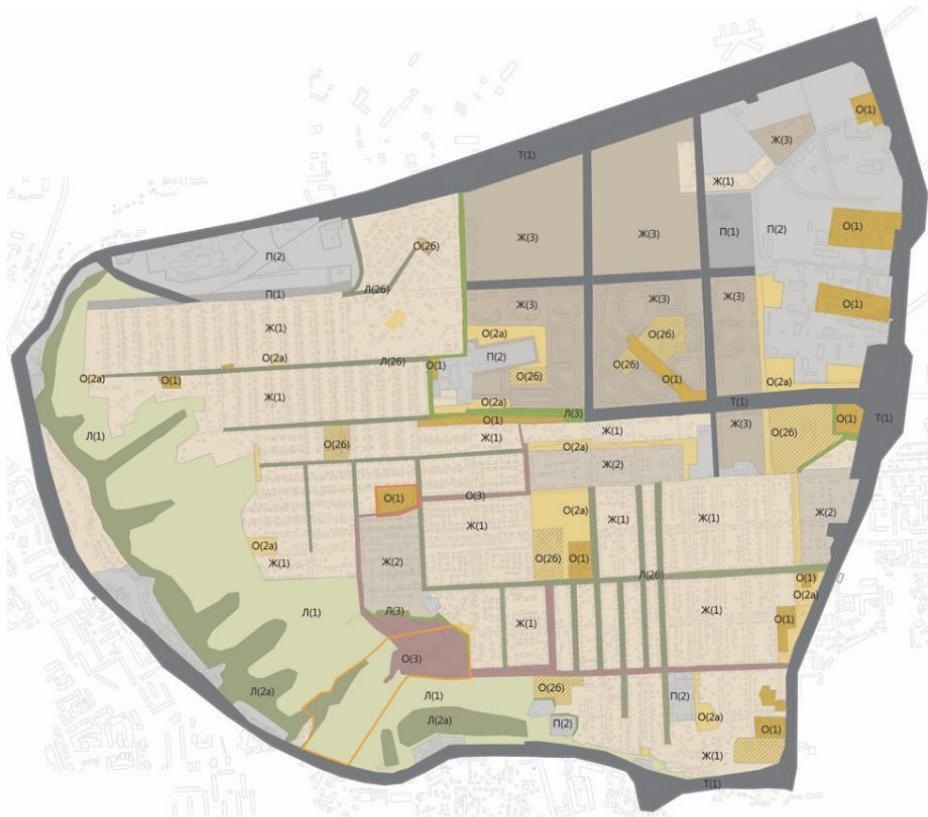 О(1)
Ж(3)
Т(1)
Ж(1)
О(1)
Ж(3)
Ж(3)
П(1)
П(2)
О(2б)
П(2)
Л(2б)
П(1)
О(1)
Ж(3)
Ж(3)
Ж(3)
Ж(1)
О(2а)
О(2б)
П(2)
О(2а)
Л(2б)
О(1)
О(2б)
О(2б)
О(1)
О(2а)
О(1)
О(2а)
О(2а)
Ж(1)
Т(1)
Л(3)
О(1)
О(1)
Т(1)
Ж(3)
Л(1)
О(2б)
Ж(1)
Ж(1)
О(2б)
О(2а)
Ж(2)
О(1)
О(3)
О(2а)
Ж(1)
Ж(1)
Ж(1)
Ж(2)
О(2а)
Ж(1)
Ж(2)
О(2б)
О(1)
Л(2б)
О(1)
О(2а)
Л(1)
Л(3)
Ж(1)
Ж(1)
О(1)
О(3)
Л(2а)
Л(1)
О(2б)
П(2)
Л(2а)
П(2)
О(2а)
О(1)
Ж(1)
Т(1)